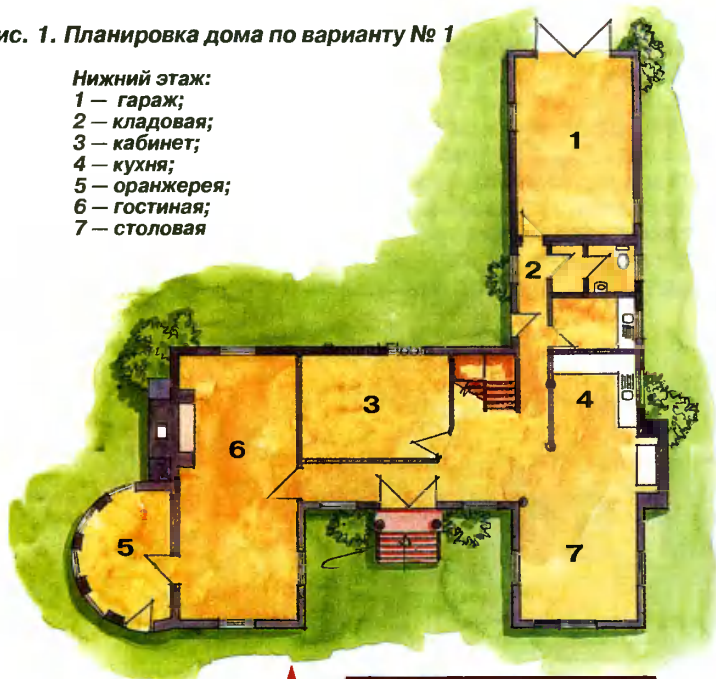 ис. 1. Планировка дома по варианту № 1
Нижний этаж:
1 — гараж;
2 — кладовая;
3 — кабинет;
4 — кухня;
5 — оранжерея;
6 — гостиная;
7 — столовая
1
2
3
4
6
5
7